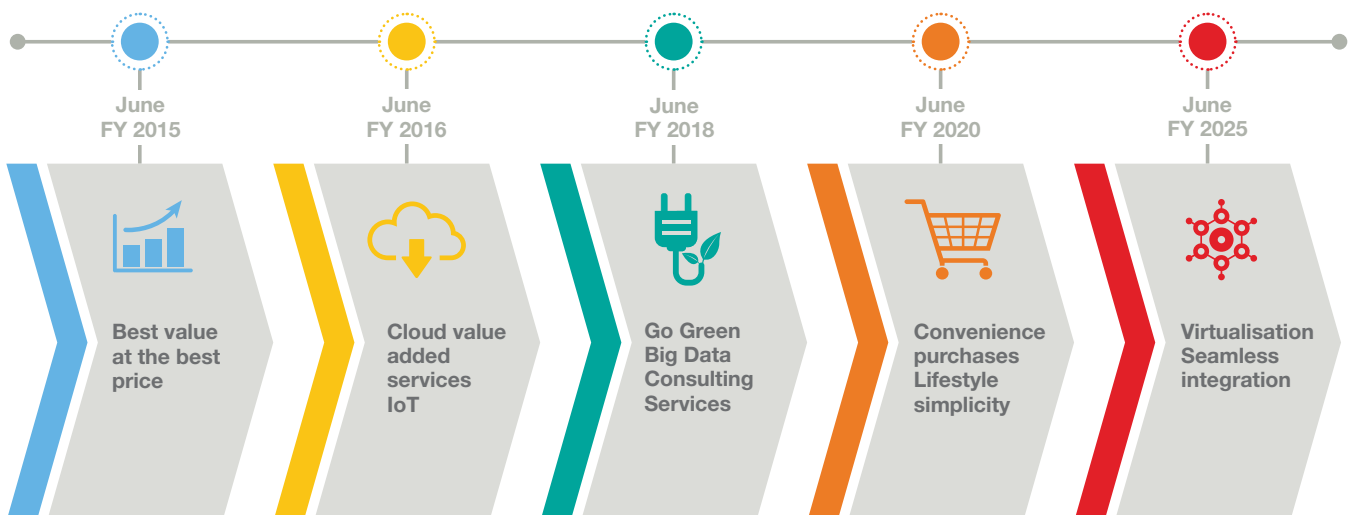 June
FY 2015
June
FY 2016
June
FY 2018
June
FY 2020
June
FY 2025
Best value
at the best
price
Cloud value
added
services
IoT
Go Green
Big Data
Consulting
Services
Convenience
purchases
Lifestyle
simplicity
Virtualisation
Seamless
integration